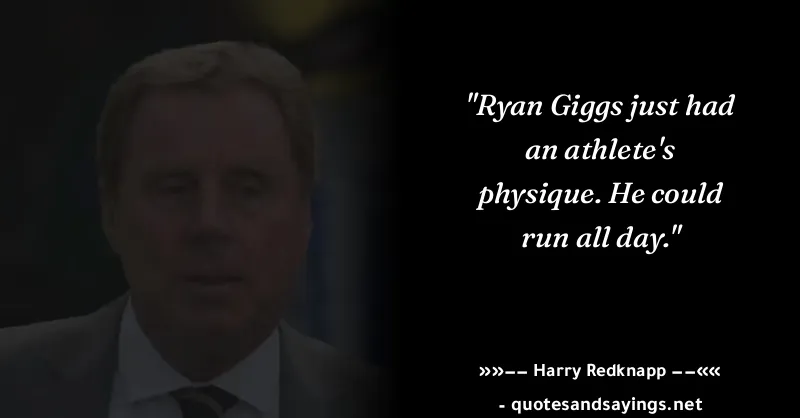 "Ryan Giggs just had
an athlete's
physique. He could
run all day."
»»−− Harry Redknapp −−««
- quotesandsayings.net